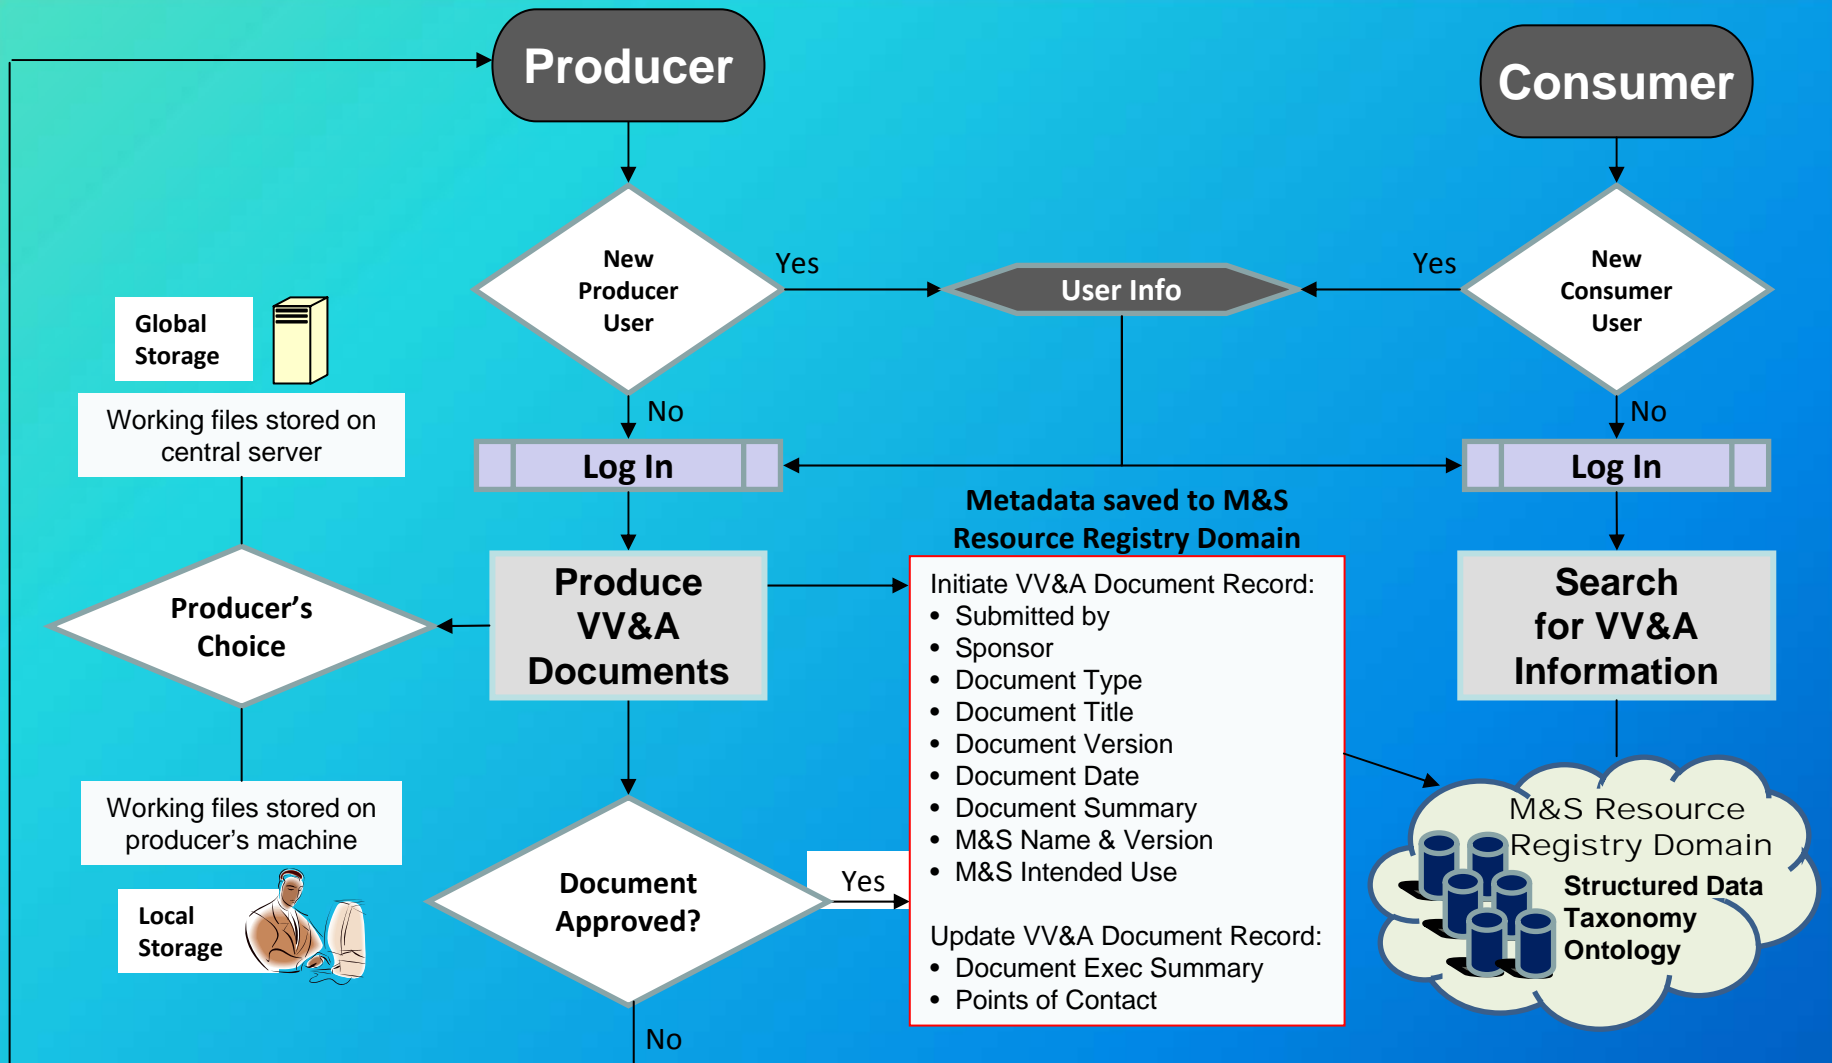 Producer
Consumer
New
Producer
User
Yes
User Info
Yes
New
Consumer
User
Global
Storage
Working files stored on
central server
No
No
Log In
Log In
Metadata saved to M&S
Resource Registry Domain
Producer’s
Choice
Produce
VV&A
Documents
Initiate VV&A Document Record:
• Submitted by
• Sponsor
• Document Type
• Document Title
• Document Version
• Document Date
• Document Summary
• M&S Name & Version
• M&S Intended Use
Update VV&A Document Record:
• Document Exec Summary
• Points of Contact
Search
for VV&A
Information
Working files stored on
producer’s machine
Local
Storage
Document
Approved?
Yes
No
M&S Resource
Registry Domain
Structured Data
Taxonomy
Ontology